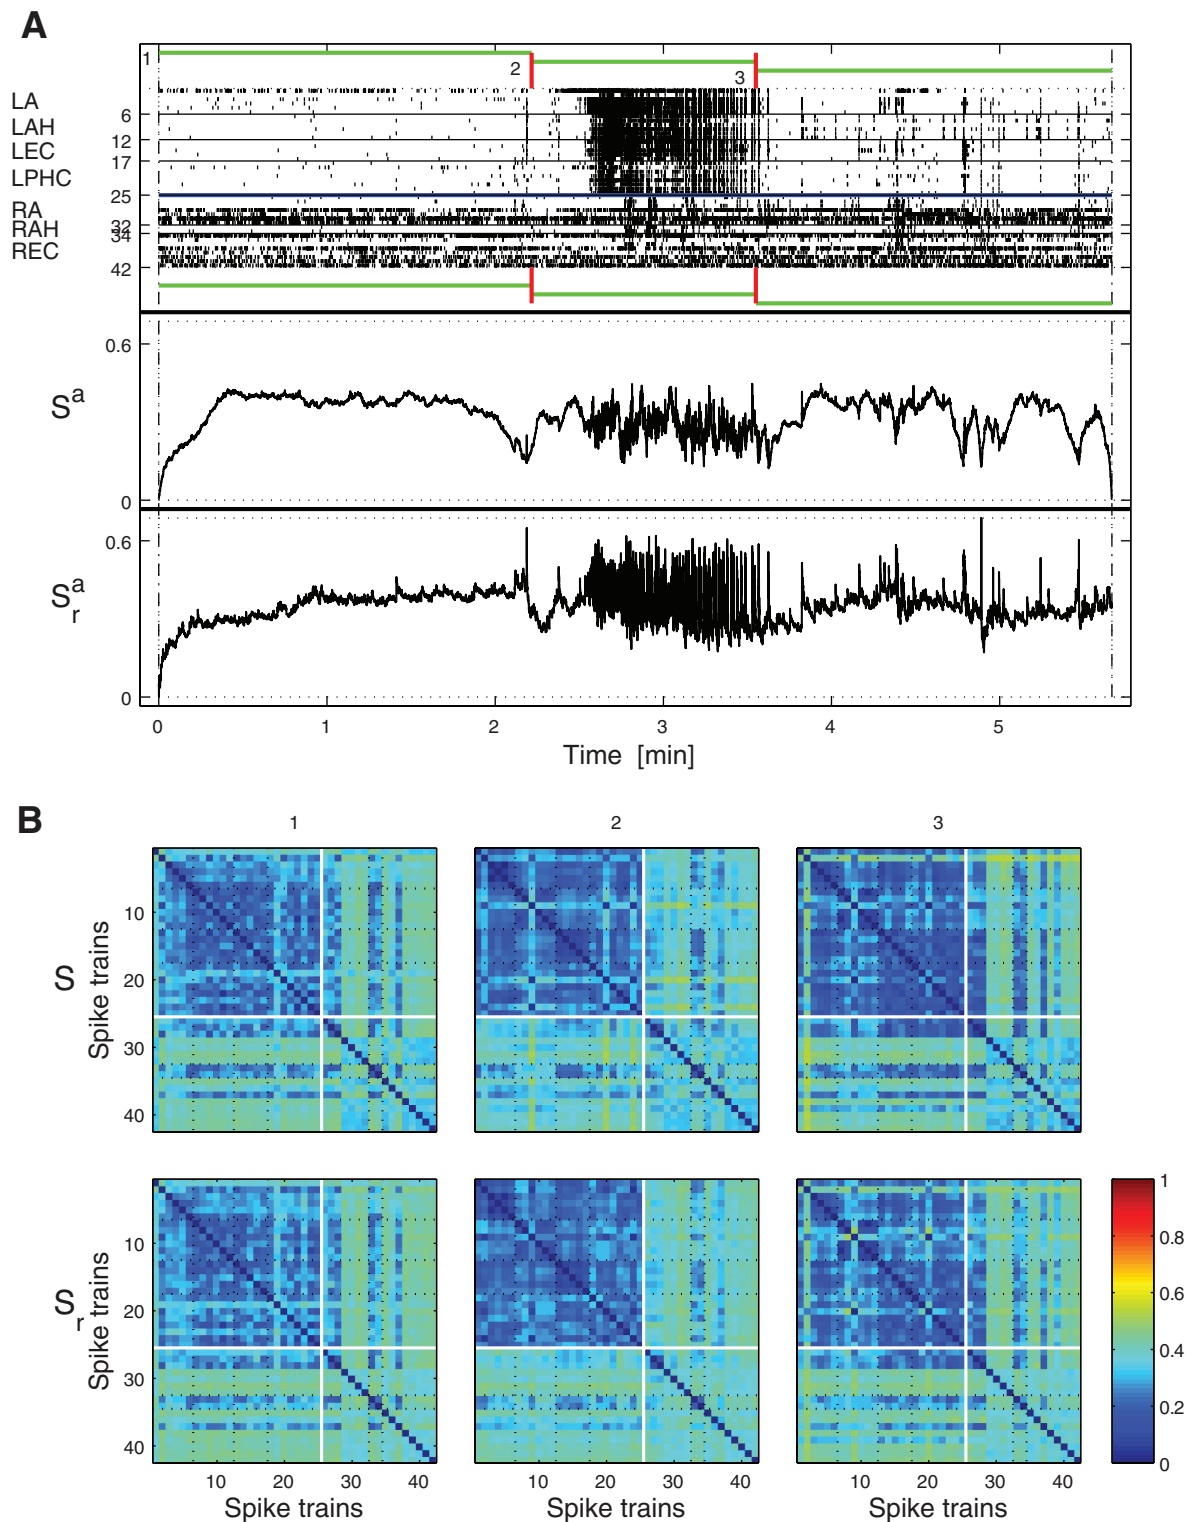 A
1
2
3
LA
6
LAH
12
LEC
17
LPHC
25
RA
32
RAH
34
REC
42
0.6
S a
0
0.6
S a r
0
0 1 2 3 4 5
Time [min]
B
1 2 3
S
Spike trains
10
20
30
40
S r
Spike trains
10
20
30
40
10 20 30 40
10 20 30 40
10 20 30 40
Spike trains Spike trains Spike trains
1
0.8
0.6
0.4
0.2
0